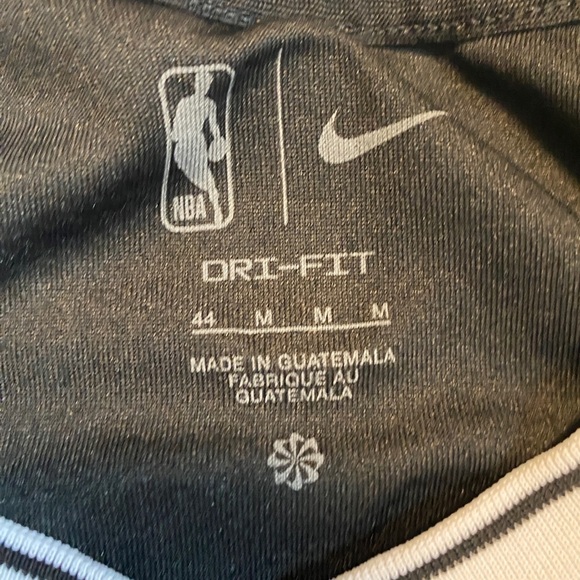 NBA
DRI-FIT
44 M M M
MADE IN GUATEMALA
FABRIQUE AU
GUATEMALA